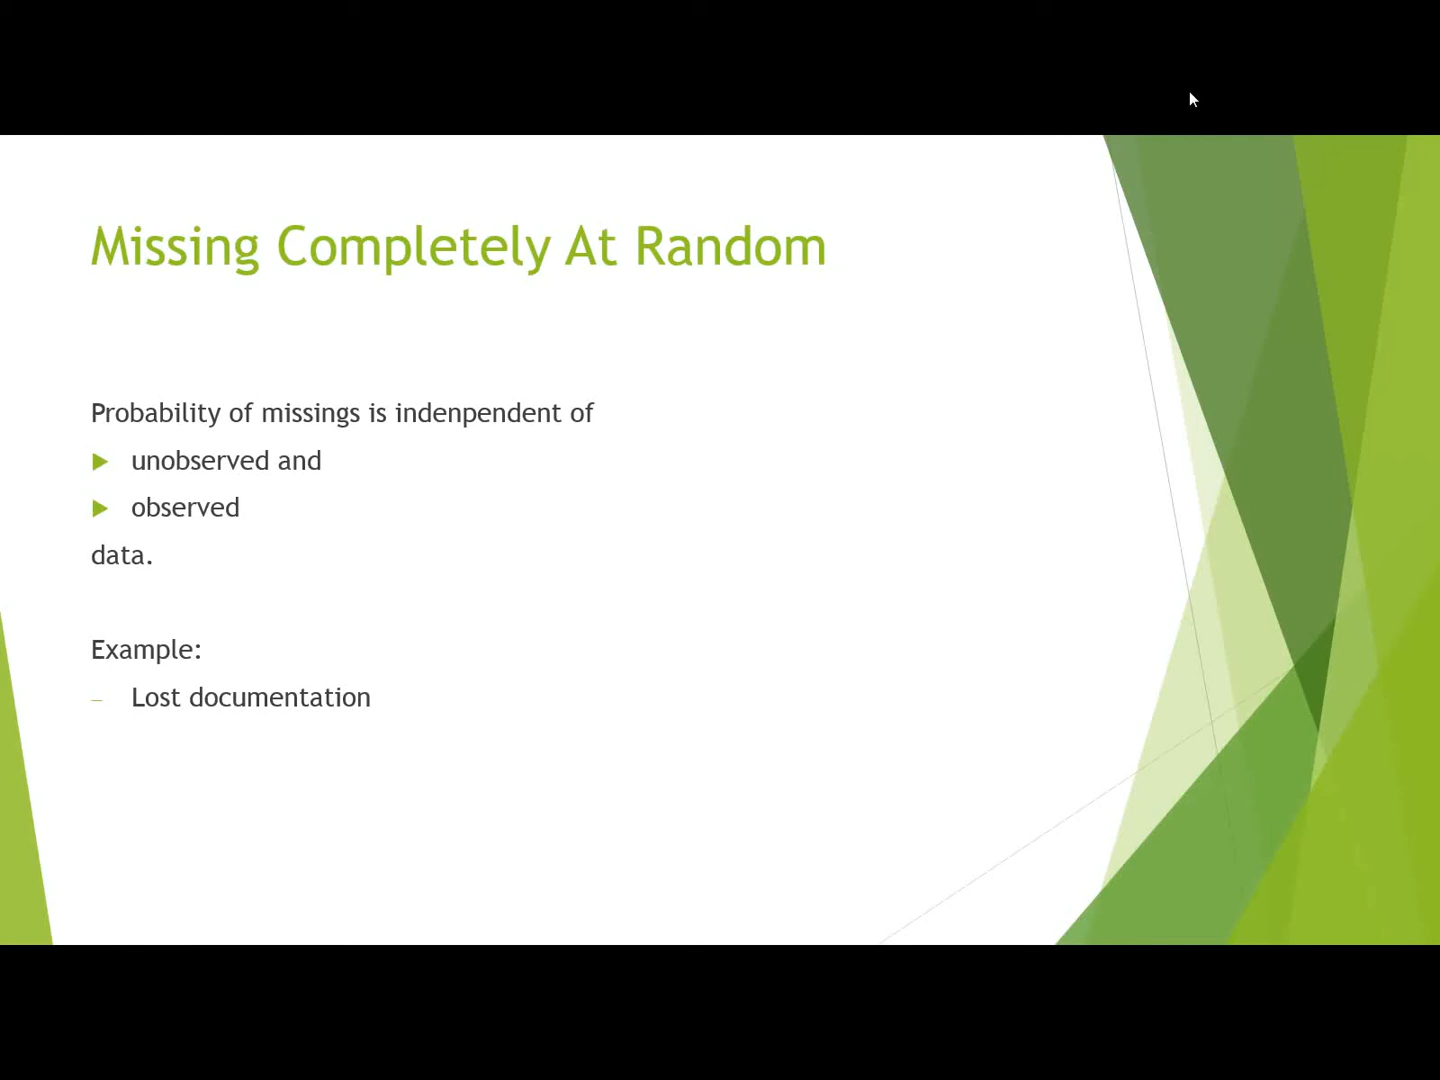 Missing Completely At Random
Probability of missings is indenpendent of
unobserved and
observed
data.
Example:
– Lost documentation